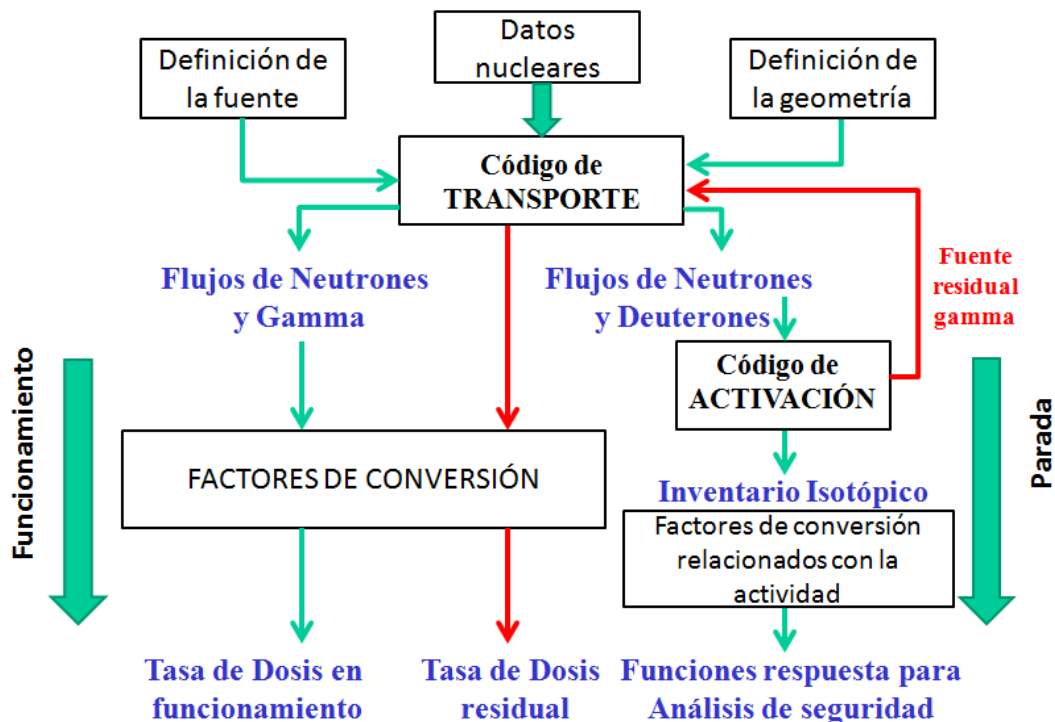 Definición de
la fuente
Datos
nucleares
Definición de
la geometría
Código de
TRANSPORTE
Flujos de Neutrones
y Gamma
Flujos de Neutrones
y Deuterones
Fuente
residual
gamma
Código de
ACTIVACIÓN
Funcionamiento
Parada
FACTORES DE CONVERSIÓN
Inventario Isotópico
Factores de conversión
relacionados con la
actividad
Tasa de Dosis en
funcionamiento
Tasa de Dosis
residual
Funciones respuesta para
Análisis de seguridad